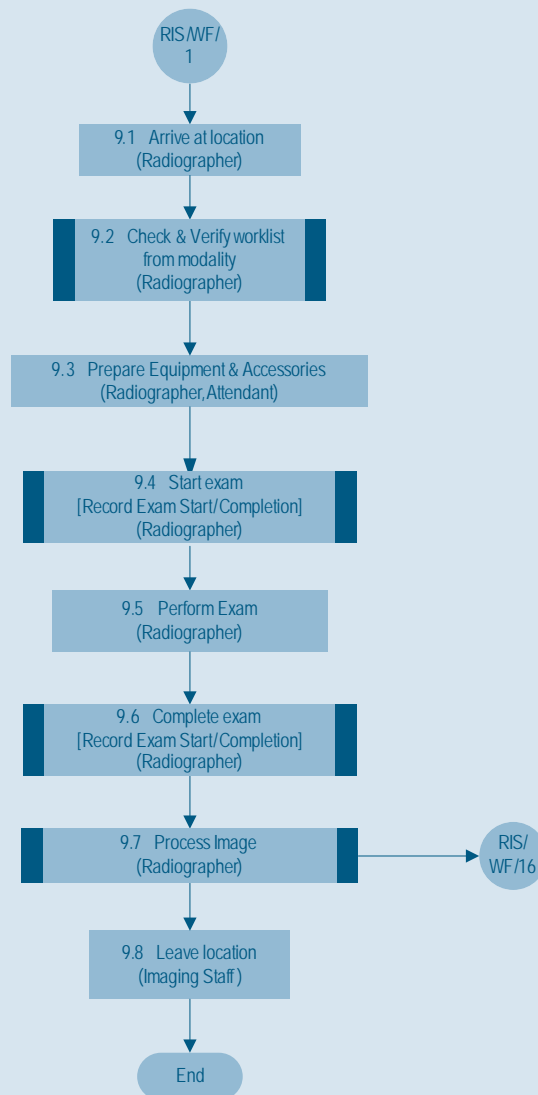 RIS/WF/
1
9.1 Arrive at location
(Radiographer)
9.2 Check & Verify worklist
from modality
(Radiographer)
9.3 Prepare Equipment & Accessories
(Radiographer,Attendant)
9.4 Start exam
[Record Exam Start/Completion]
(Radiographer)
9.5 Perform Exam
(Radiographer)
9.6 Complete exam
[Record Exam Start/Completion]
(Radiographer)
9.7 Process Image
(Radiographer)
RIS/
WF/16
9.8 Leave location
(Imaging Staff)
End